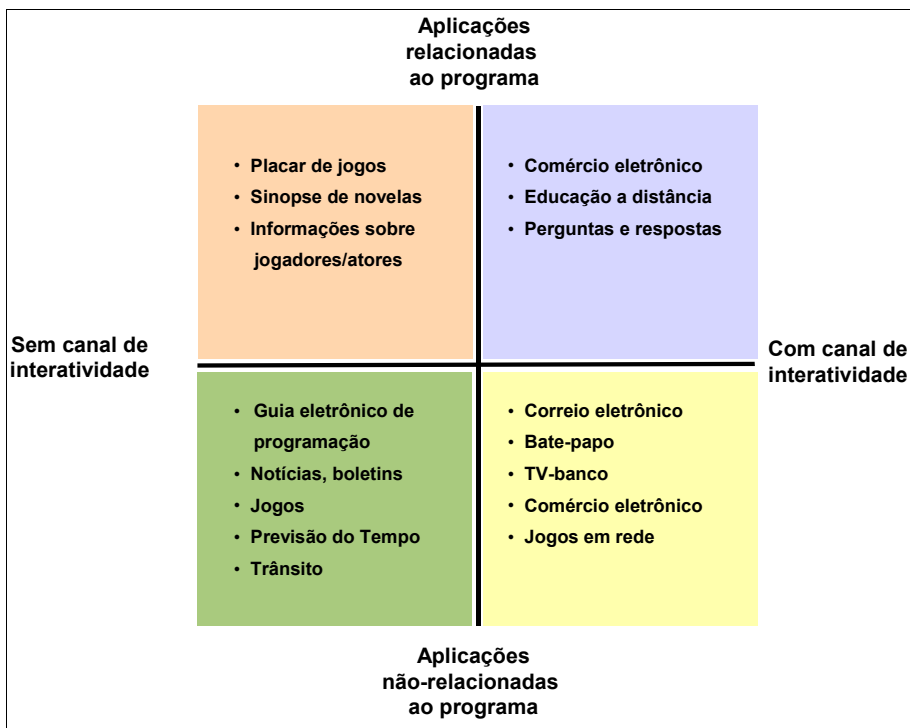 Aplicações
relacionadas
ao programa
• Placar de jogos
• Sinopse de novelas
• Informações sobre
jogadores/atores
• Comércio eletrônico
• Educação a distância
• Perguntas e respostas
Sem canal de
interatividade
Com canal de
interatividade
• Guia eletrônico de
programação
• Notícias, boletins
• Jogos
• Previsão do Tempo
• Trânsito
• Correio eletrônico
• Bate-papo
• TV-banco
• Comércio eletrônico
• Jogos em rede
Aplicações
não-relacionadas
ao programa